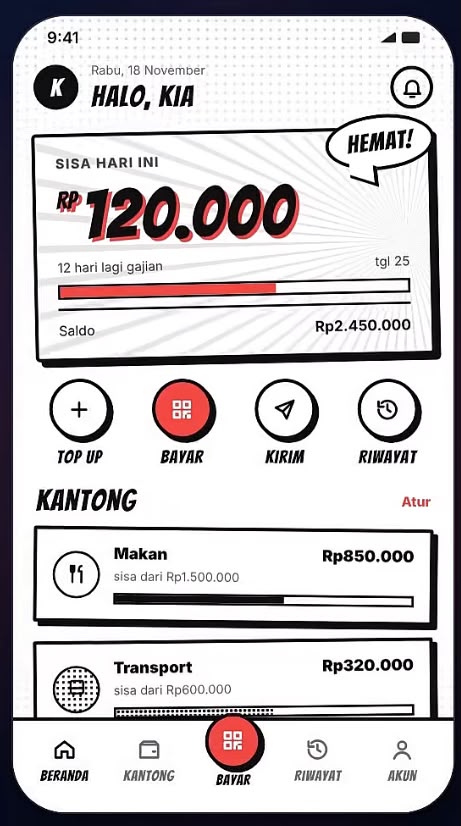 9:41
K
Rabu, 18 November
HALO, KIA
HEMAT!
SISA HARI INI
RP 120.000
12 hari lagi gajian
tgl 25
Saldo
Rp2.450.000
TOP UP
BAYAR
KIRIM
RIWAYAT
KANTONG
Atur
Makan
Rp850.000
sisa dari Rp1.500.000
Transport
Rp320.000
sisa dari Rp600.000
BERANDA
KANTONG
BAYAR
RIWAYAT
AKUN